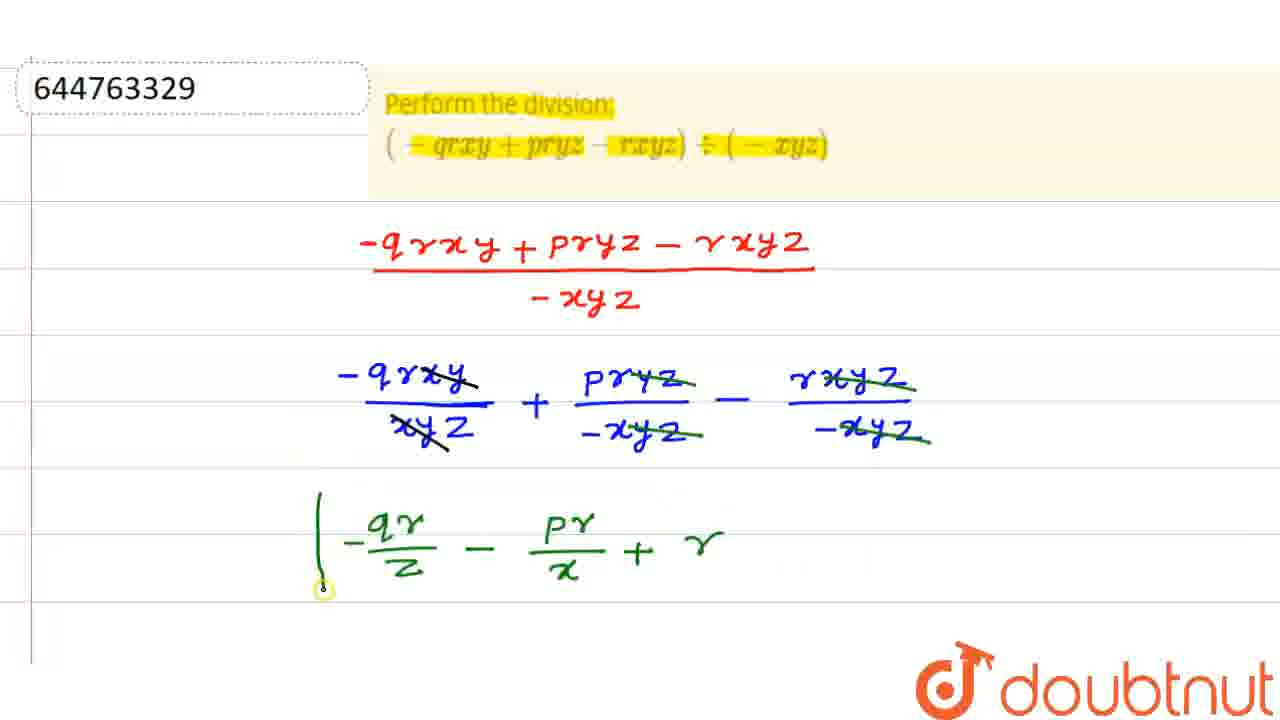 644763329
Perform the division;
(− qrxy + pryz − rxyz) ÷ (− xyz)
-qrxy + pryz - rxyz
-xyz
-qrxy/xyz + pryz/-xyz - rxyz/-xyz
-qr/z - pr/x + r
doubtnut